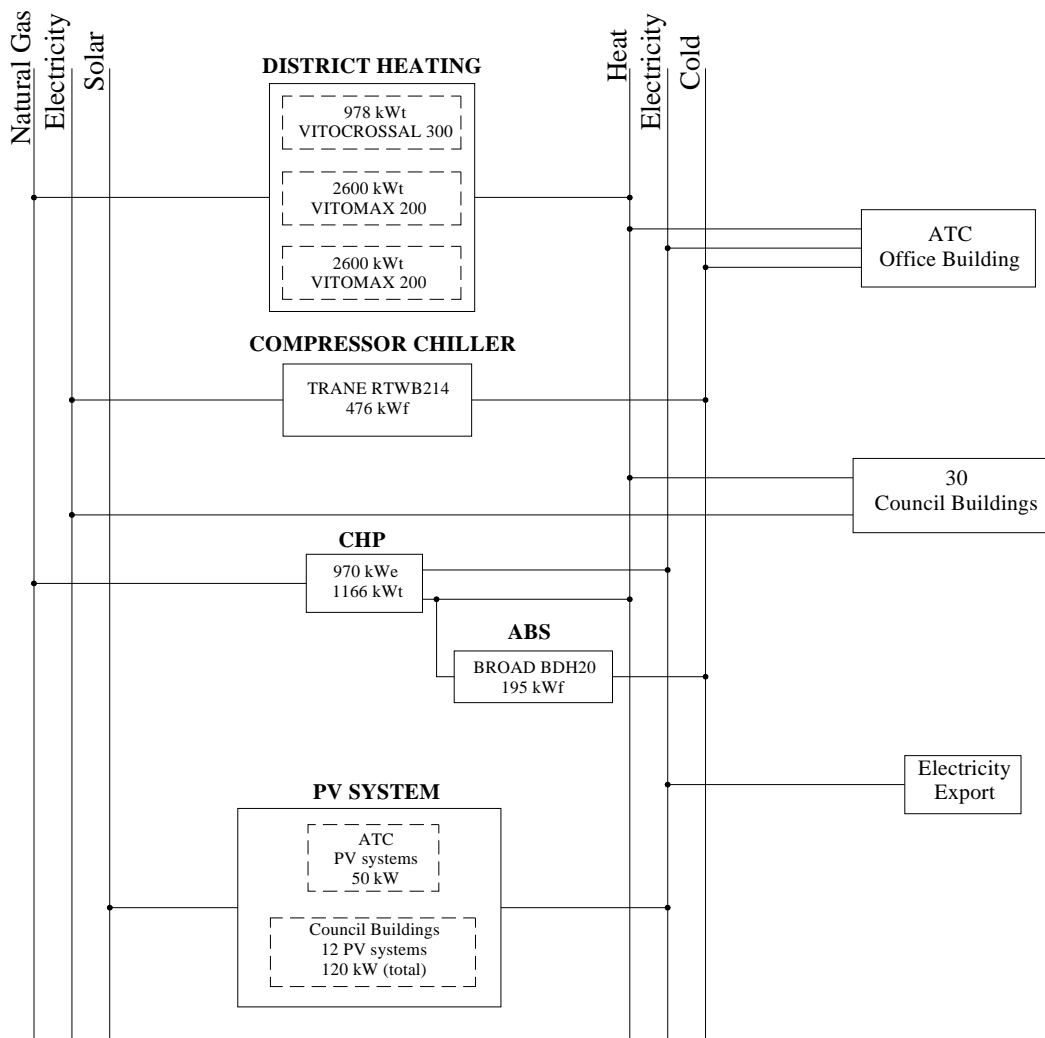 Natural Gas
Electricity
Solar
Heat
Electricity
Cold
DISTRICT HEATING
978 kWt
VITOCROSSAL 300
2600 kWt
VITOMAX 200
2600 kWt
VITOMAX 200
ATC
Office Building
COMPRESSOR CHILLER
TRANE RTWB214
476 kWf
30
Council Buildings
CHP
970 kWe
1166 kWt
ABS
BROAD BDH20
195 kWf
Electricity
Export
PV SYSTEM
ATC
PV systems
50 kW
Council Buildings
12 PV systems
120 kW (total)